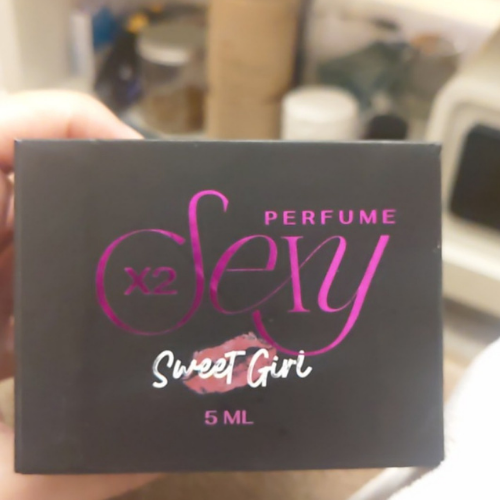 PERFUME
X2 Sexy
Sweet Girl
5 ML